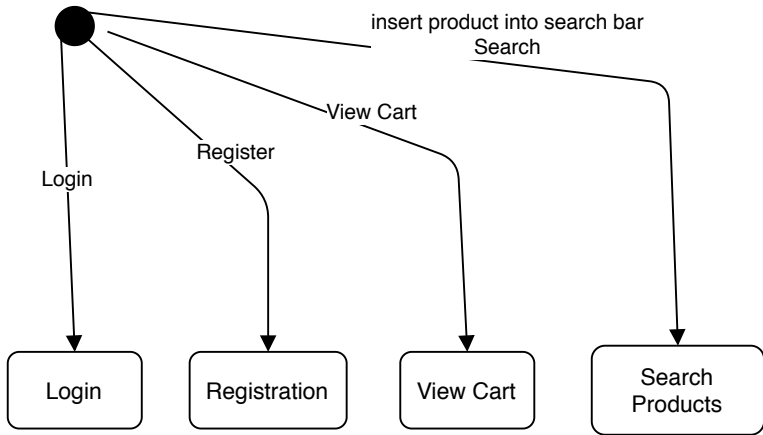 insert product into search bar
Search
View Cart
Register
Login
Login
Registration
View Cart
Search
Products